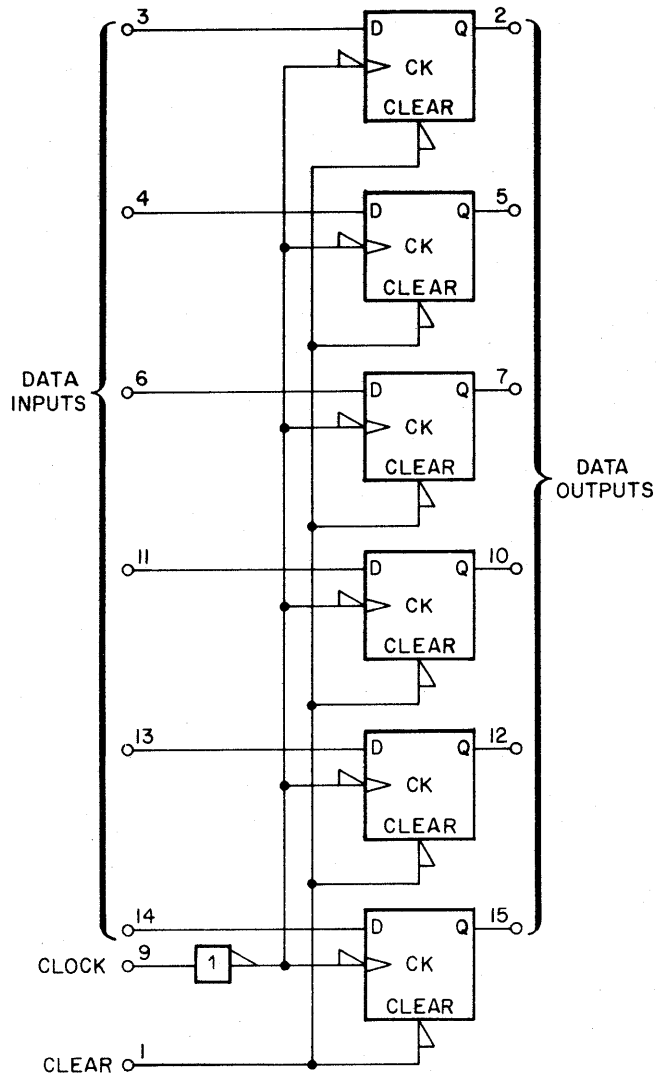 3 D Q 2
CK
CLEAR
4 D Q 5
CK
CLEAR
DATA INPUTS
6 D Q 7
CK
CLEAR
DATA OUTPUTS
11 D Q 10
CK
CLEAR
13 D Q 12
CK
CLEAR
14 D Q 15
CLOCK 9 1 CK
CLEAR
CLEAR 1